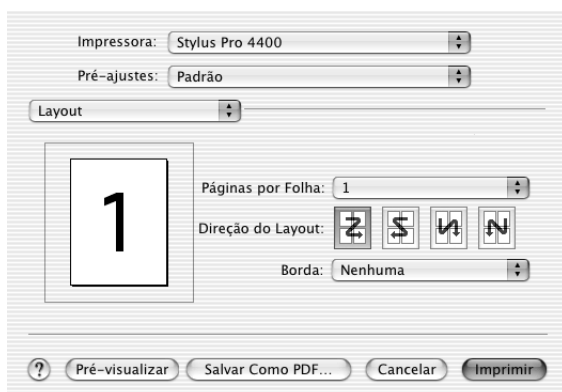 Impressora: Stylus Pro 4400
Pré-ajustes: Padrão
Layout
1
Páginas por Folha: 1
Direção do Layout:
Borda: Nenhuma
? Pré-visualizar Salvar Como PDF... Cancelar Imprimir